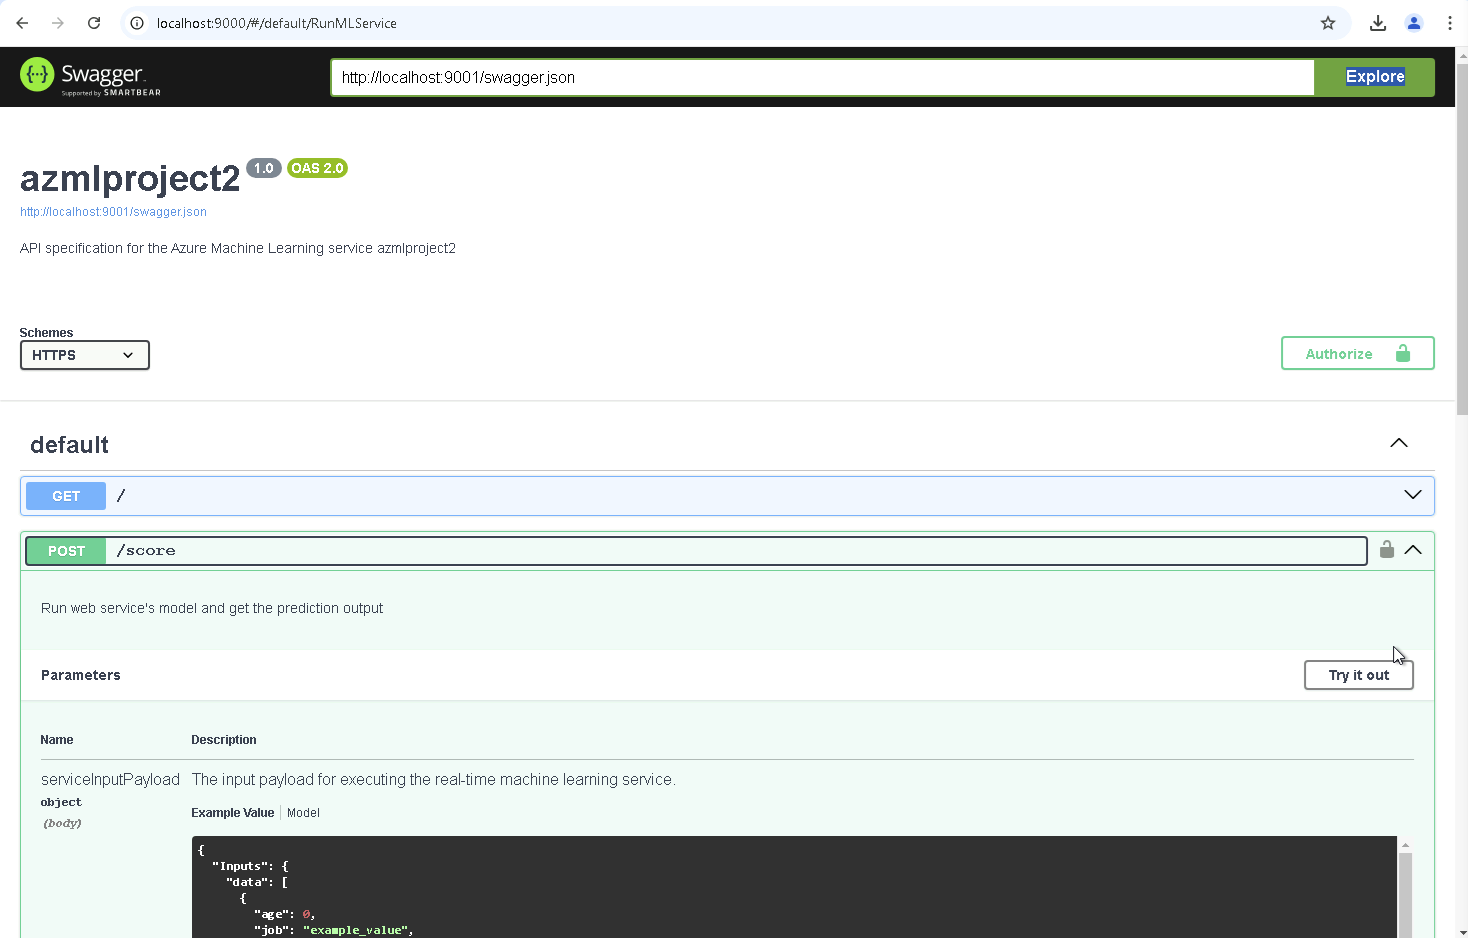 localhost:9000/#/default/RunMLService
Swagger.
Supported by SMARTBEAR
http://localhost:9001/swagger.json
Explore
azmlproject2 1.0 OAS 2.0
http://localhost:9001/swagger.json
API specification for the Azure Machine Learning service azmlproject2
Schemes
HTTPS
Authorize
default
GET /
POST /score
Run web service's model and get the prediction output
Parameters
Try it out
Name Description
serviceInputPayload The input payload for executing the real-time machine learning service.
object
(body)
Example Value Model
{
"Inputs": {
"data": [
{
"age": 0,
"job": "example_value",